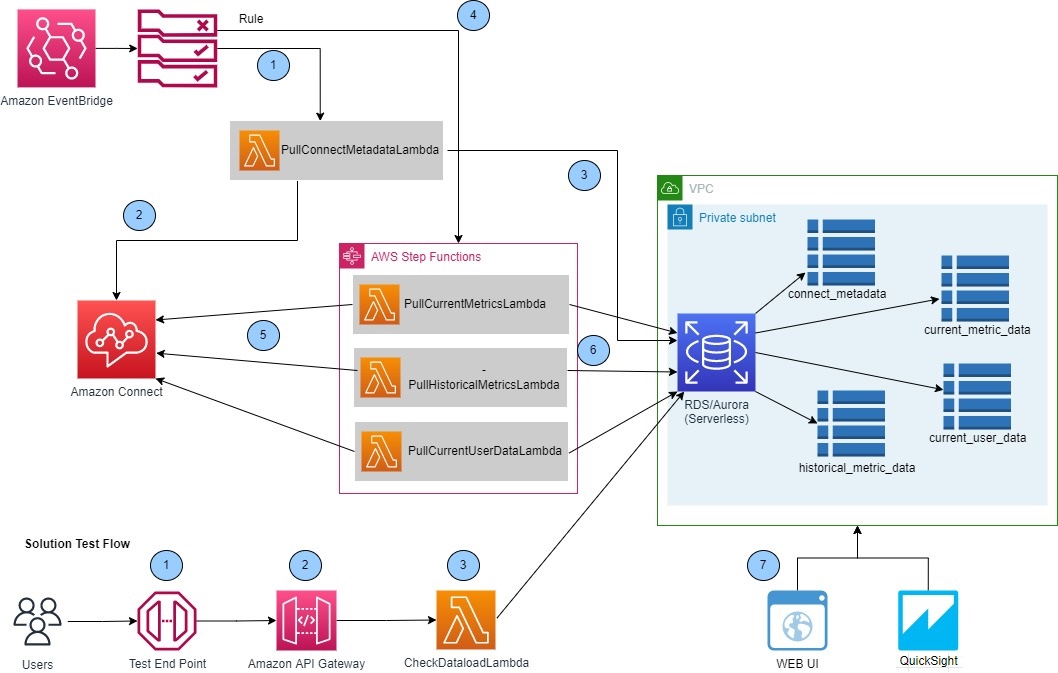 Rule
4
1
Amazon EventBridge
PullConnectMetadataLambda
3
2
VPC
Private subnet
AWS Step Functions
PullCurrentMetricsLambda
connect_metadata
current_metric_data
5
6
-
PullHistoricalMetricsLambda
Amazon Connect
RDS/Aurora
(Serverless)
current_user_data
PullCurrentUserDataLambda
historical_metric_data
Solution Test Flow
1
2
3
7
</>
Users
Test End Point
Amazon API Gateway
CheckDataloadLambda
WEB UI
QuickSight